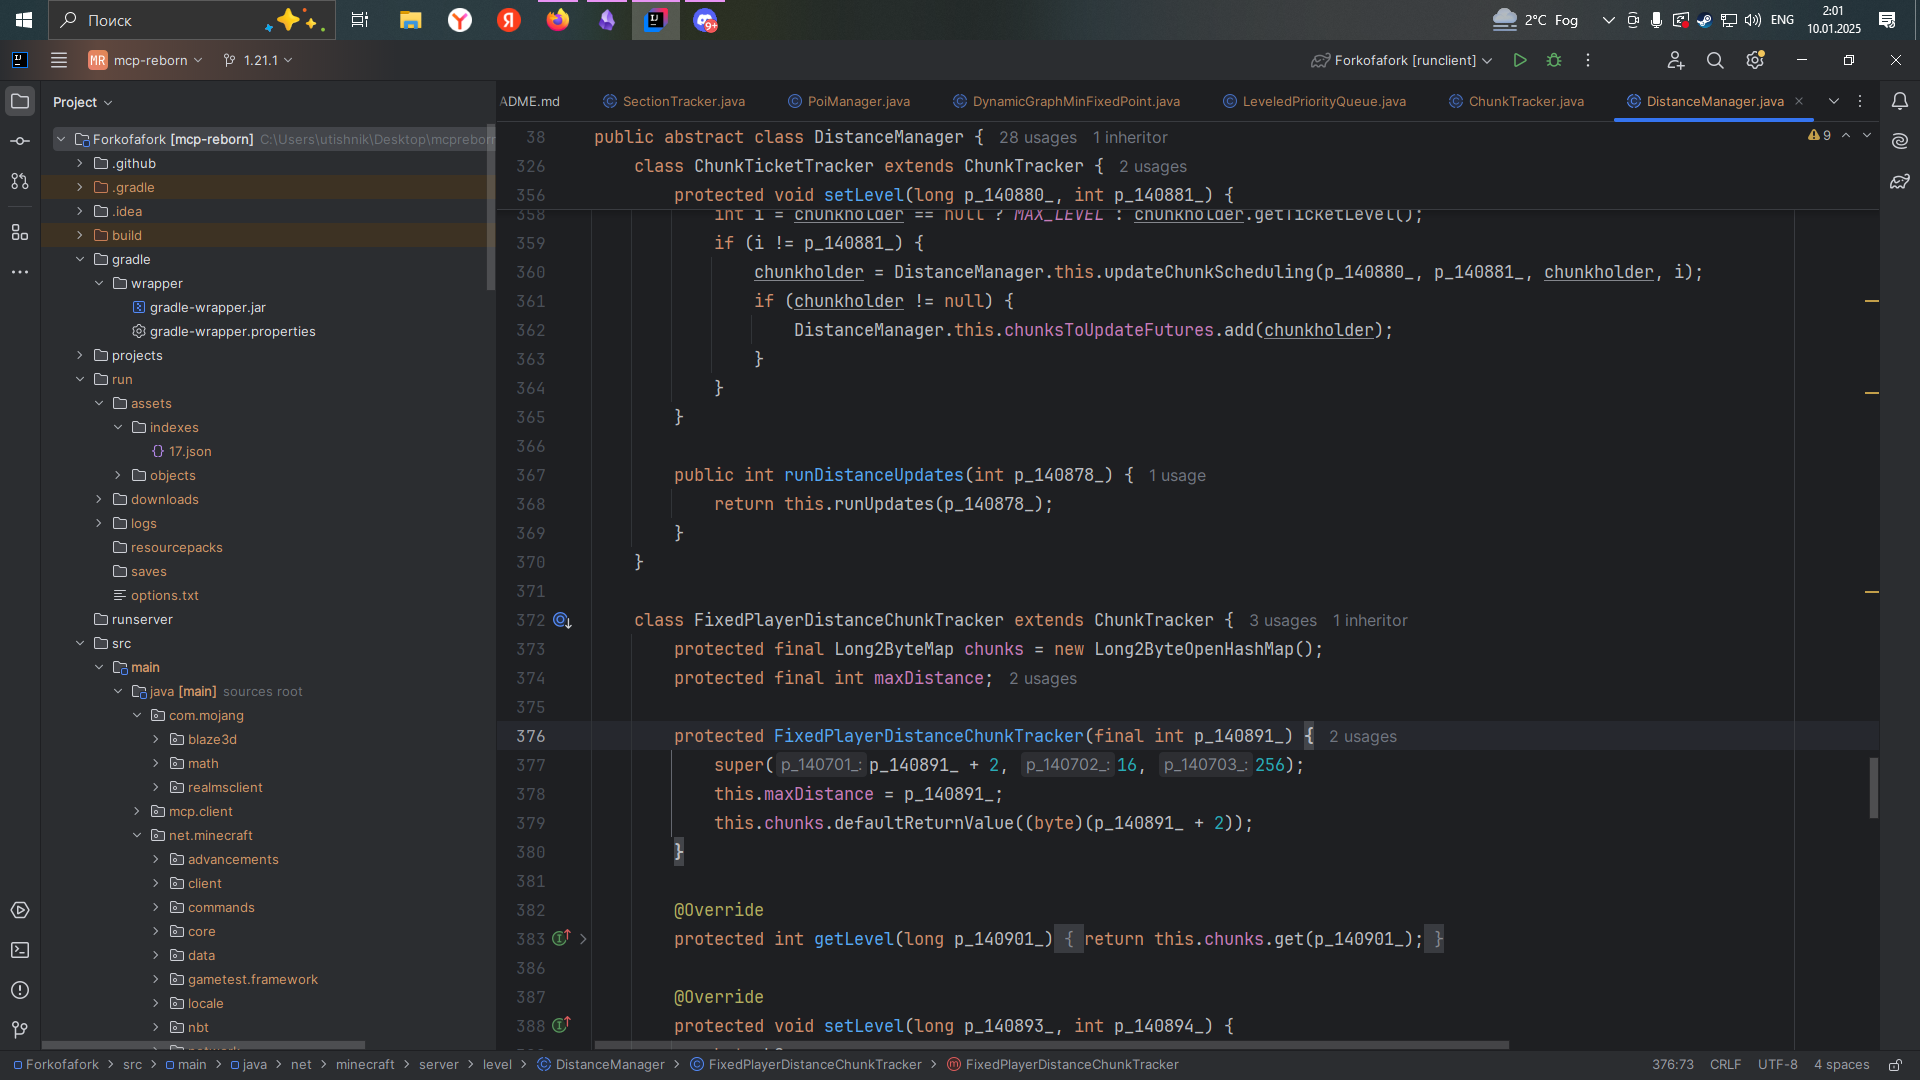 Поиск
2°C Fog
ENG
2:01
10.01.2025
9+
MR mcp-reborn
1.21.1
Forkofafork [runclient]
Project
ADME.md
SectionTracker.java
PoiManager.java
DynamicGraphMinFixedPoint.java
LeveledPriorityQueue.java
ChunkTracker.java
DistanceManager.java
Forkofafork [mcp-reborn] C:\Users\utishnik\Desktop\mcprebor
.github
.gradle
.idea
build
gradle
wrapper
gradle-wrapper.jar
gradle-wrapper.properties
projects
run
assets
indexes
17.json
objects
downloads
logs
resourcepacks
saves
options.txt
runserver
src
main
java [main] sources root
com.mojang
blaze3d
math
realmsclient
mcp.client
net.minecraft
advancements
client
commands
core
data
gametest.framework
locale
nbt
9
38 public abstract class DistanceManager { 28 usages 1 inheritor
326 class ChunkTicketTracker extends ChunkTracker { 2 usages
356 protected void setLevel(long p_140880_, int p_140881_) {
358 int i = chunkholder == null ? MAX_LEVEL : chunkholder.getTicketLevel();
359 if (i != p_140881_) {
360 chunkholder = DistanceManager.this.updateChunkScheduling(p_140880_, p_140881_, chunkholder, i);
361 if (chunkholder != null) {
362 DistanceManager.this.chunksToUpdateFutures.add(chunkholder);
363 }
364 }
365 }
366
367 public int runDistanceUpdates(int p_140878_) { 1 usage
368 return this.runUpdates(p_140878_);
369 }
370 }
371
372 class FixedPlayerDistanceChunkTracker extends ChunkTracker { 3 usages 1 inheritor
373 protected final Long2ByteMap chunks = new Long2ByteOpenHashMap();
374 protected final int maxDistance; 2 usages
375
376 protected FixedPlayerDistanceChunkTracker(final int p_140891_) { 2 usages
377 super( p_140701_: p_140891_ + 2, p_140702_: 16, p_140703_: 256);
378 this.maxDistance = p_140891_;
379 this.chunks.defaultReturnValue((byte)(p_140891_ + 2));
380 }
381
382 @Override
383 protected int getLevel(long p_140901_) { return this.chunks.get(p_140901_); }
386
387 @Override
388 protected void setLevel(long p_140893_, int p_140894_) {
Forkofafork > src > main > java > net > minecraft > server > level > DistanceManager > FixedPlayerDistanceChunkTracker > FixedPlayerDistanceChunkTracker
376:73 CRLF UTF-8 4 spaces